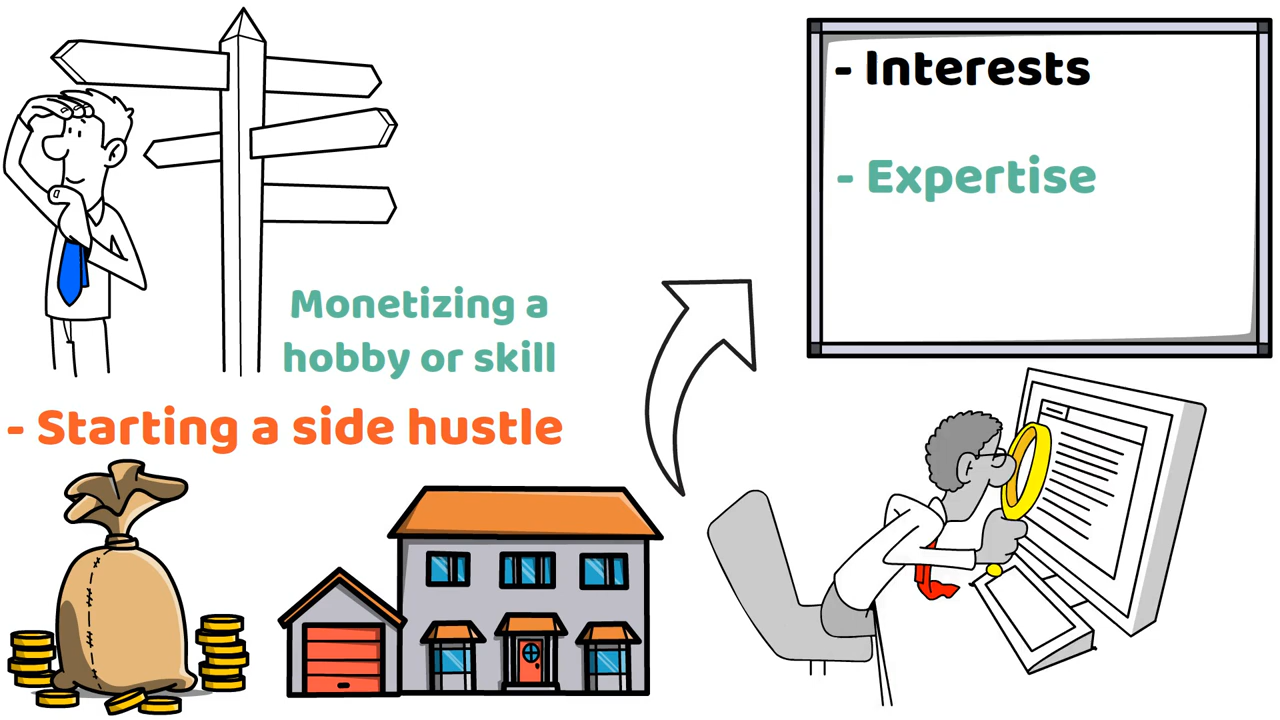 Monetizing a
hobby or skill
- Starting a side hustle
- Interests
- Expertise